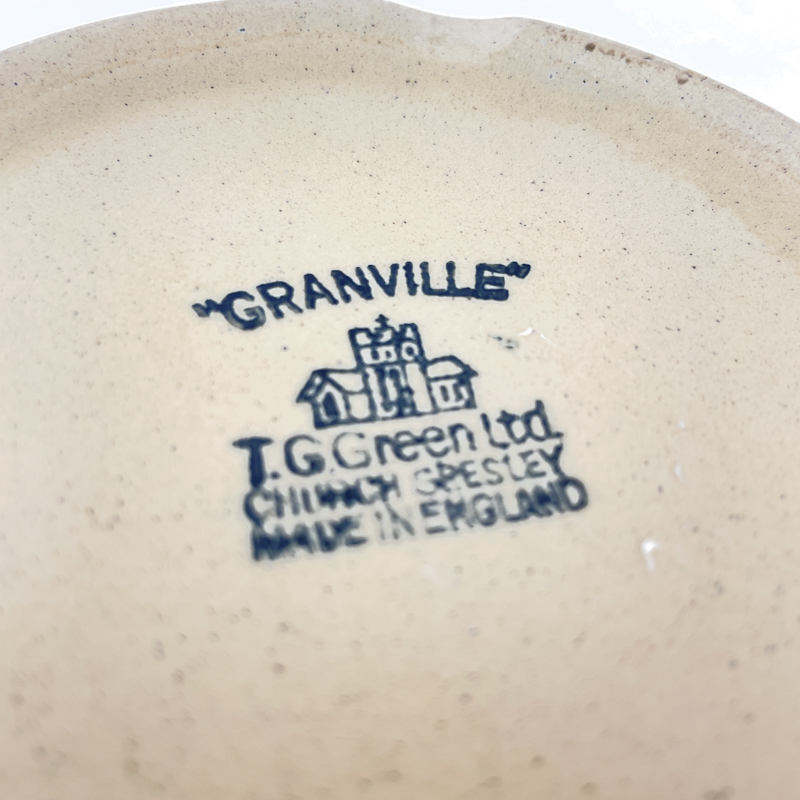 "GRANVILLE"
T.G.Green Ltd.
CHURCH GRESLEY
MADE IN ENGLAND